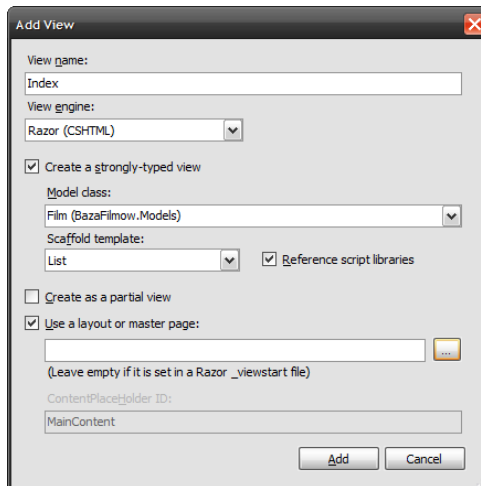 Add View
View name:
Index
View engine:
Razor (CSHTML)
Create a strongly-typed view
Model class:
Film (BazaFilmow.Models)
Scaffold template:
List
Reference script libraries
Create as a partial view
Use a layout or master page:
...
(Leave empty if it is set in a Razor _viewstart file)
ContentPlaceHolder ID:
MainContent
Add Cancel